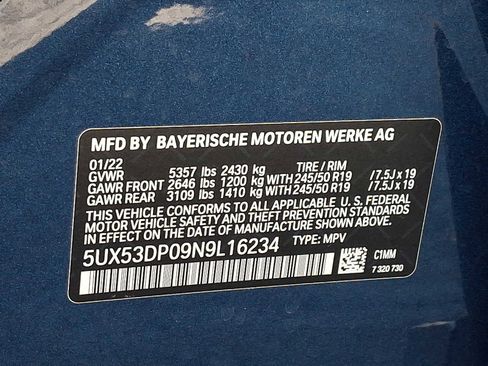 MFD BY BAYERISCHE MOTOREN WERKE AG
01/22
GVWR 5357 lbs 2430 kg TIRE / RIM
GAWR FRONT 2646 lbs 1200 kg WITH 245/50 R19 / 7.5J x 19
GAWR REAR 3109 lbs 1410 kg WITH 245/50 R19 / 7.5J x 19
THIS VEHICLE CONFORMS TO ALL APPLICABLE U. S. FEDERAL
MOTOR VEHICLE SAFETY, BUMPER, AND THEFT PREVENTION
STANDARDS IN EFFECT ON THE DATE OF MANUFACTURE SHOWN ABOVE.
5UX53DP09N9L16234 TYPE: MPV
C1MM
7 320 730